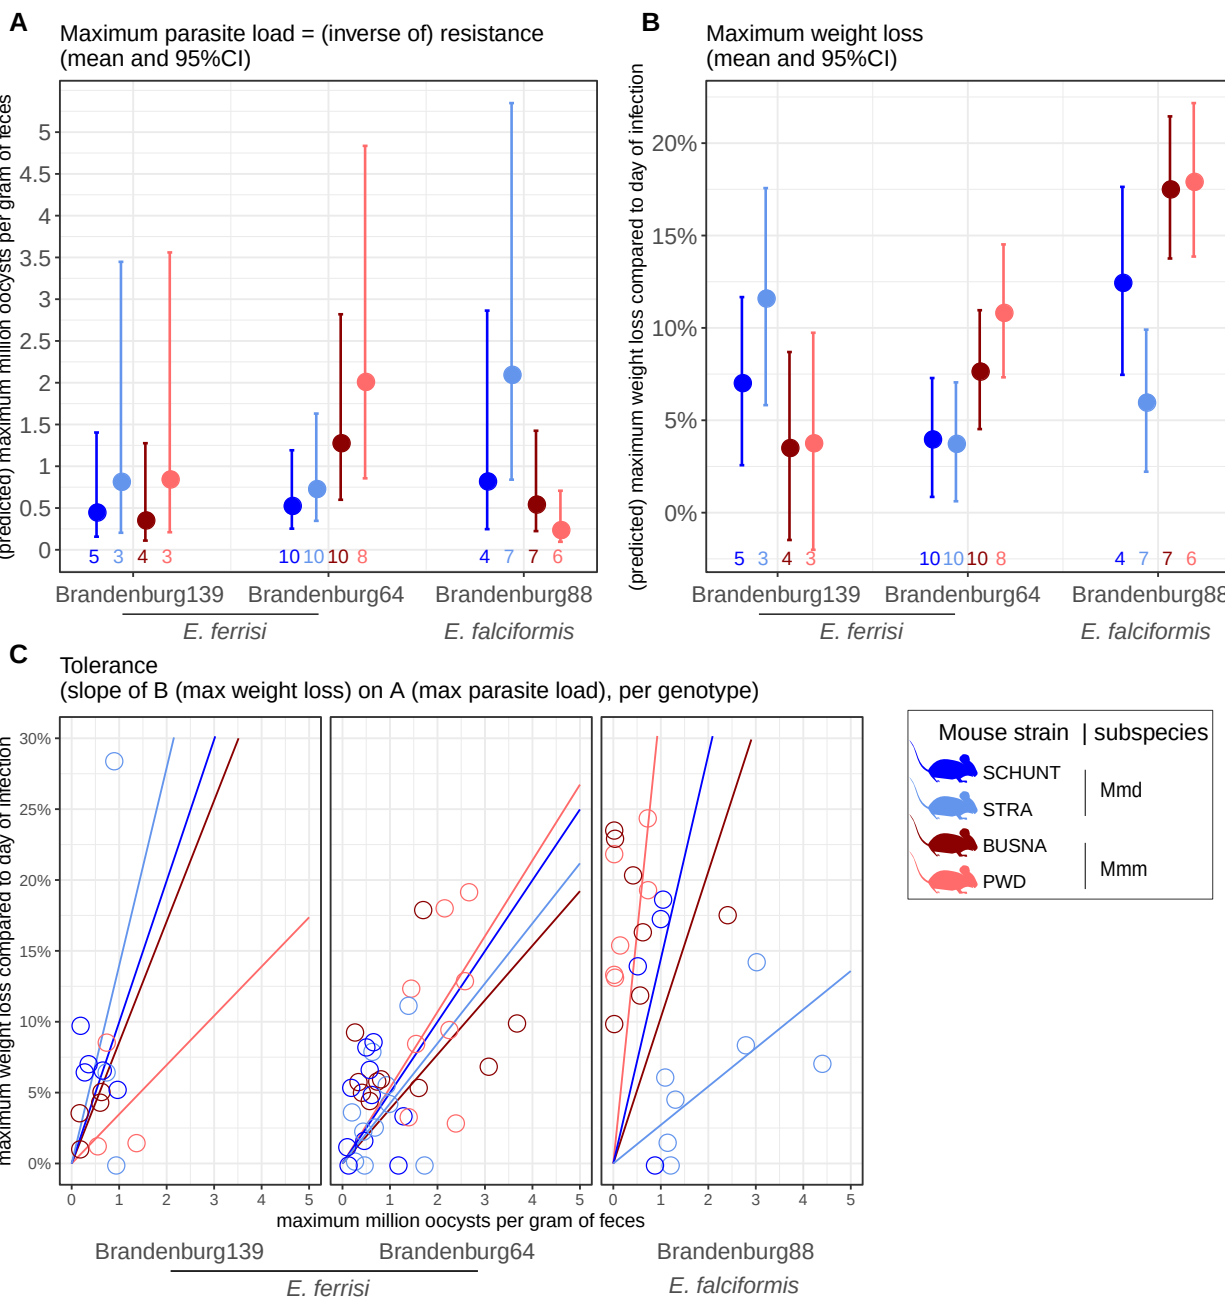 A
Maximum parasite load = (inverse of) resistance
(mean and 95%CI)
(predicted) maximum million oocysts per gram of feces
5
4.5
4
3.5
3
2.5
2
1.5
1
0.5
0
5 3 4 3 10 10 10 8 4 7 7 6
Brandenburg139 Brandenburg64 Brandenburg88
E. ferrisi E. falciformis
B
Maximum weight loss
(mean and 95%CI)
(predicted) maximum weight loss compared to day of infection
20%
15%
10%
5%
0%
5 3 4 3 10 10 10 8 4 7 7 6
Brandenburg139 Brandenburg64 Brandenburg88
E. ferrisi E. falciformis
C
Tolerance
(slope of B (max weight loss) on A (max parasite load), per genotype)
maximum weight loss compared to day of infection
30%
25%
20%
15%
10%
5%
0%
0 1 2 3 4 5 0 1 2 3 4 5 0 1 2 3 4 5
maximum million oocysts per gram of feces
Brandenburg139 Brandenburg64 Brandenburg88
E. ferrisi E. falciformis
Mouse strain | subspecies
SCHUNT
STRA
Mmd
BUSNA
PWD
Mmm